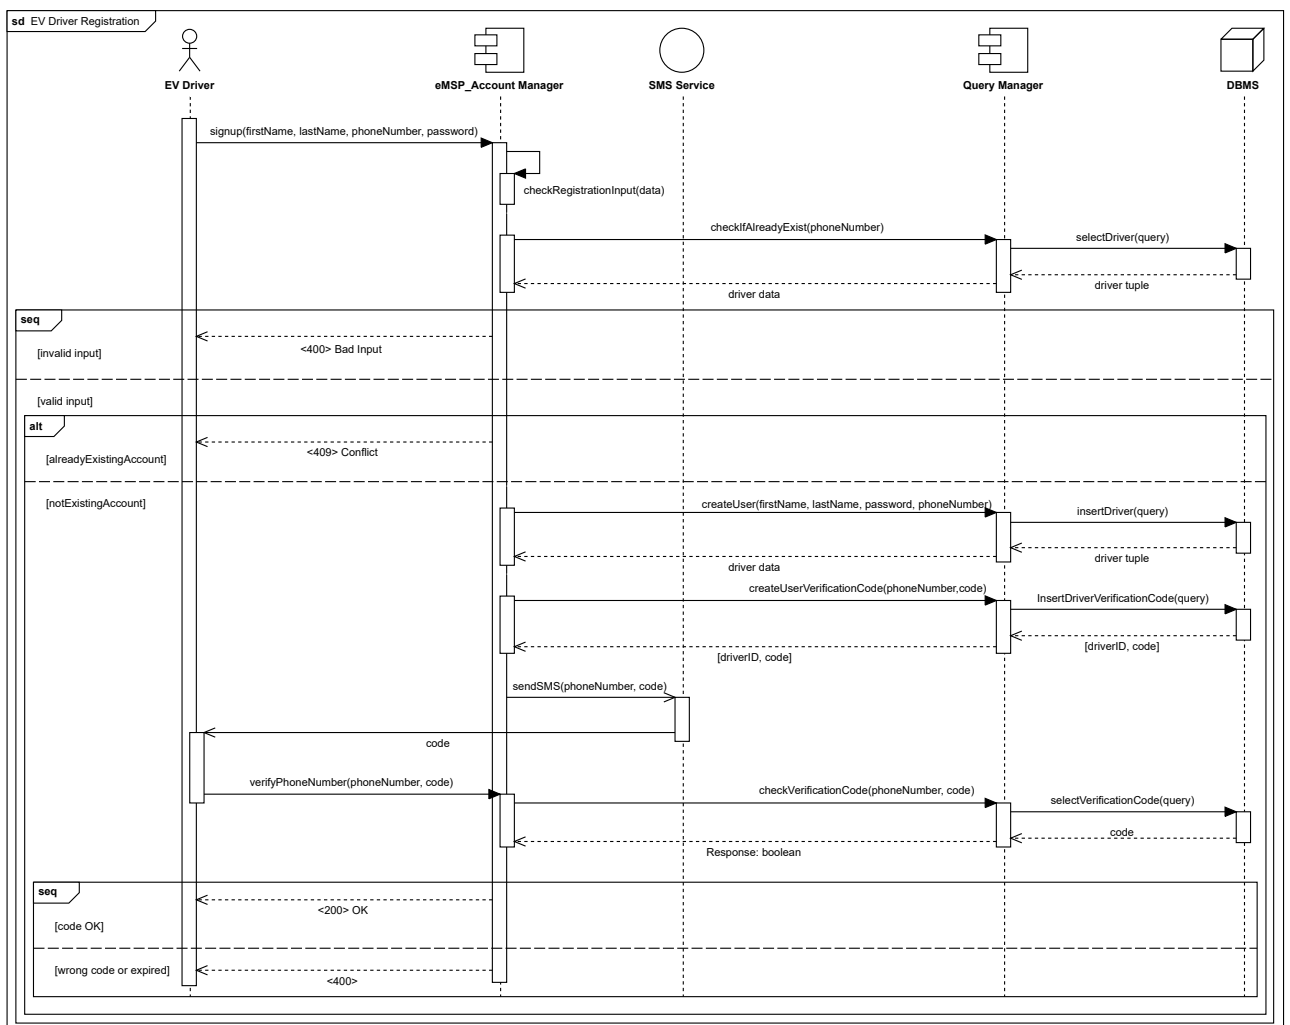 sd EV Driver Registration
EV Driver
eMSP_Account Manager
SMS Service
Query Manager
DBMS
signup(firstName, lastName, phoneNumber, password)
checkRegistrationInput(data)
checkIfAlreadyExist(phoneNumber)
selectDriver(query)
driver tuple
driver data
seq
<400> Bad Input
[invalid input]
[valid input]
alt
<409> Conflict
[alreadyExistingAccount]
[notExistingAccount]
createUser(firstName, lastName, password, phoneNumber)
insertDriver(query)
driver tuple
driver data
createUserVerificationCode(phoneNumber,code)
InsertDriverVerificationCode(query)
[driverID, code]
[driverID, code]
sendSMS(phoneNumber, code)
code
verifyPhoneNumber(phoneNumber, code)
checkVerificationCode(phoneNumber, code)
selectVerificationCode(query)
code
Response: boolean
seq
<200> OK
[code OK]
[wrong code or expired]
<400>